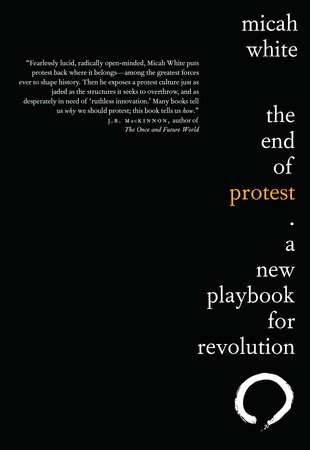 micah
white
“Fearlessly lucid, radically open-minded, Micah White puts
protest back where it belongs—among the greatest forces
ever to shape history. Then he exposes a protest culture just as
jaded as the structures it seeks to overthrow, and as
desperately in need of ‘ruthless innovation.’ Many books tell
us why we should protest; this book tells us how.”
J.B. MacKINNON, author of
The Once and Future World
the
end
of
protest
.
a
new
playbook
for
revolution